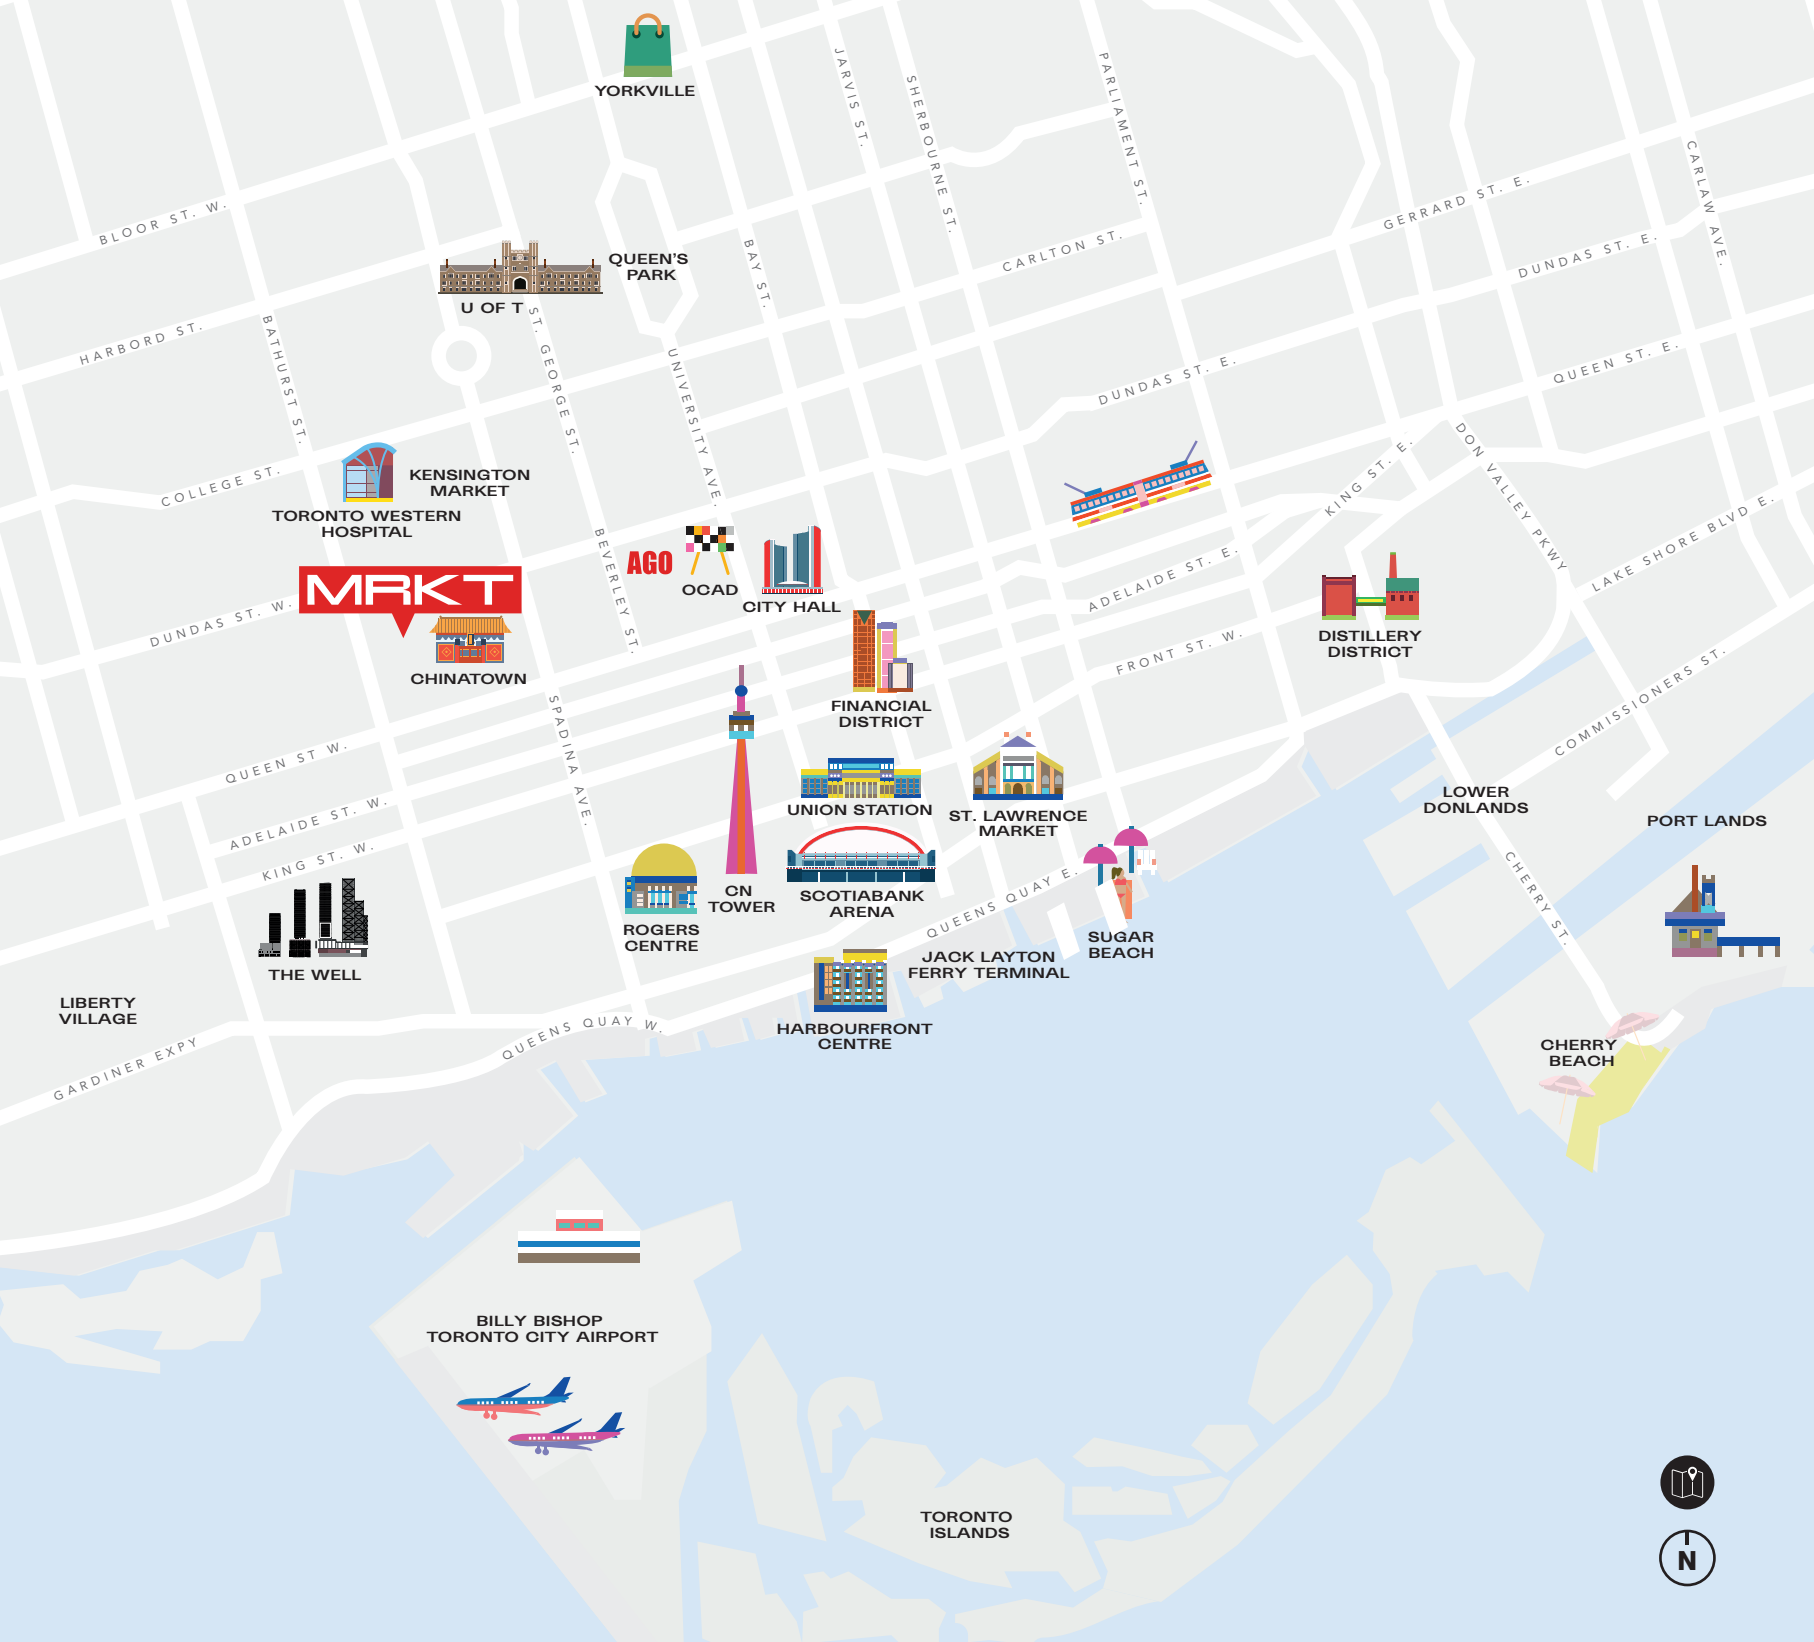 YORKVILLE
JARVIS ST.
SHERBOURNE ST.
PARLIAMENT ST.
CARLAW AVE.
BLOOR ST. W.
GERRARD ST. E.
DUNDAS ST. E.
CARLTON ST.
BAY ST.
QUEEN'S
PARK
U OF T
HARBORD ST.
BATHURST ST.
ST. GEORGE ST.
UNIVERSITY AVE.
DUNDAS ST. E.
QUEEN ST. E.
KENSINGTON
MARKET
COLLEGE ST.
TORONTO WESTERN
HOSPITAL
KING ST. E.
DON VALLEY PKWY
LAKE SHORE BLVD E.
AGO
OCAD
CITY HALL
BEVERLEY ST.
MRKT
DUNDAS ST. W.
CHINATOWN
ADELAIDE ST. E.
FRONT ST. W.
DISTILLERY
DISTRICT
COMMISSIONERS ST.
FINANCIAL
DISTRICT
SPADINA AVE.
QUEEN ST W.
ADELAIDE ST. W.
KING ST. W.
UNION STATION
ST. LAWRENCE
MARKET
LOWER
DONLANDS
PORT LANDS
CN
TOWER
SCOTIABANK
ARENA
ROGERS
CENTRE
QUEENS QUAY E.
CHERRY ST.
SUGAR
BEACH
JACK LAYTON
FERRY TERMINAL
THE WELL
LIBERTY
VILLAGE
GARDINER EXPY
QUEENS QUAY W.
HARBOURFRONT
CENTRE
CHERRY
BEACH
BILLY BISHOP
TORONTO CITY AIRPORT
TORONTO
ISLANDS
N